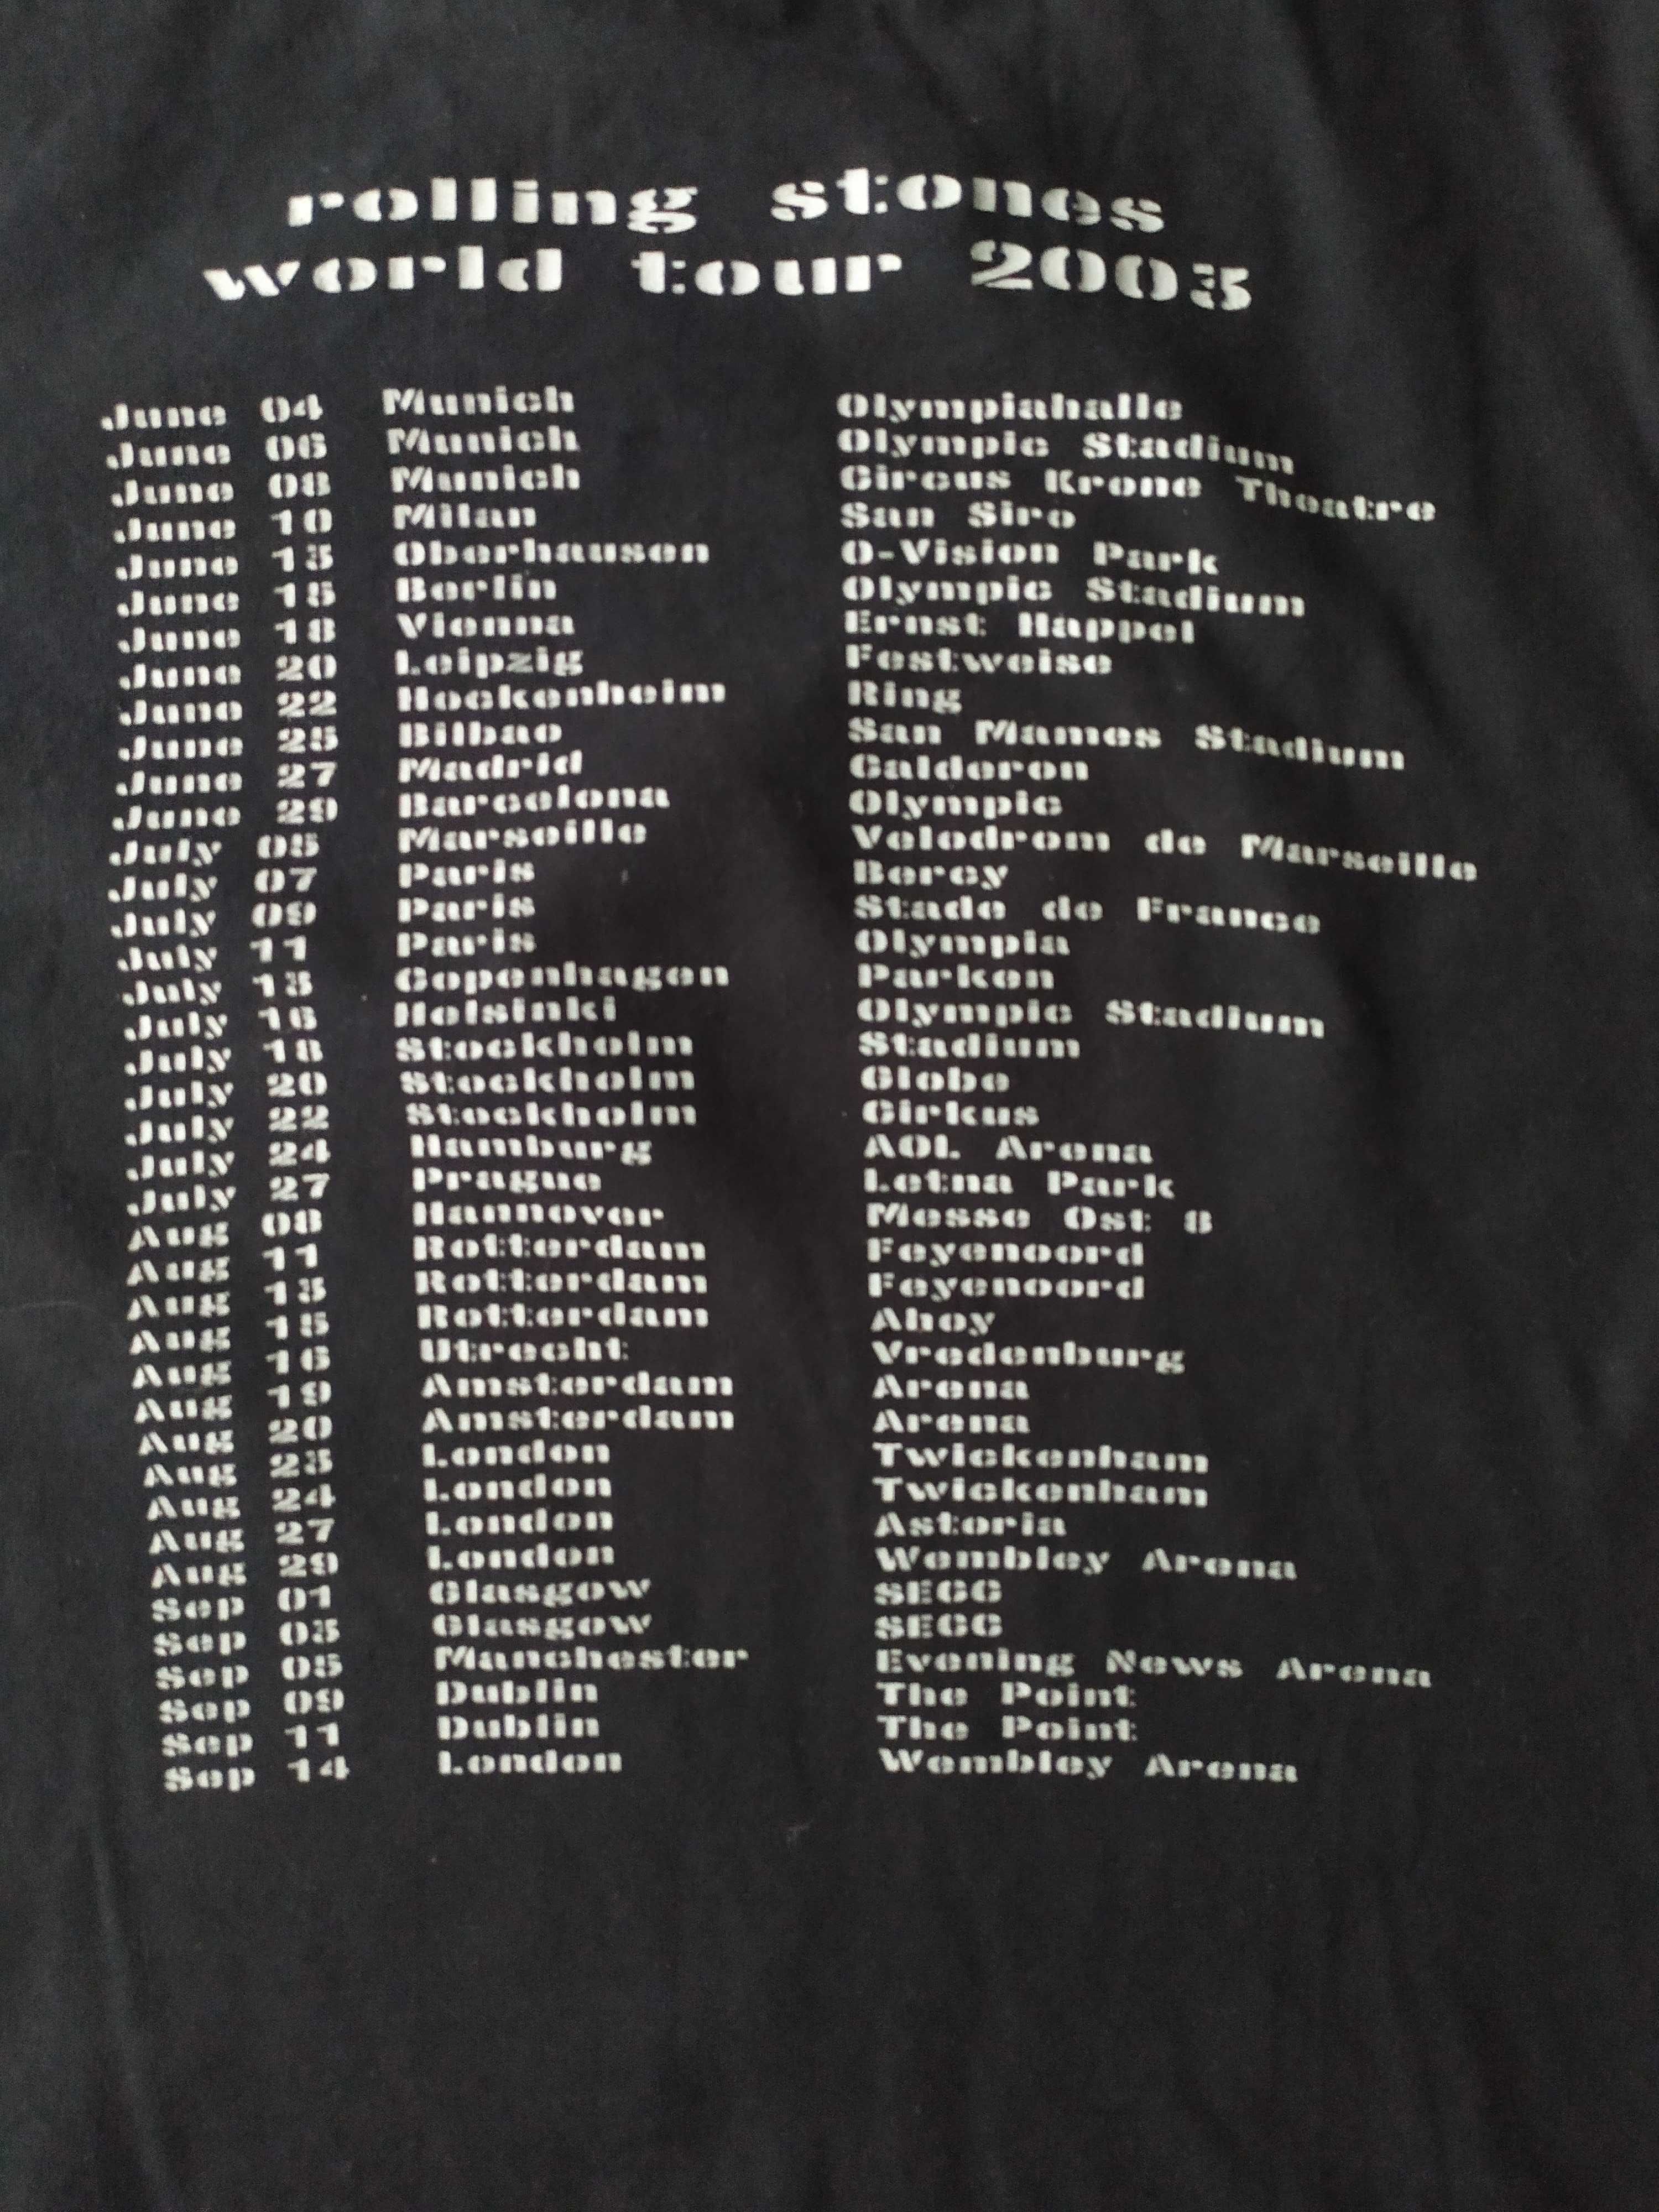 rolling stones
world tour 2003
June 04 Munich Olympiahalle
June 06 Munich Olympic Stadium
June 08 Munich Circus Krone Theatre
June 10 Milan San Siro
June 13 Oberhausen O-Vision Park
June 15 Berlin Olympic Stadium
June 18 Vienna Ernst Happel
June 20 Leipzig Festweise
June 22 Hockenheim Ring
June 25 Bilbao San Mames Stadium
June 27 Madrid Calderon
June 29 Barcelona Olympic
July 05 Marseille Velodrom de Marseille
July 07 Paris Bercy
July 09 Paris Stade de France
July 11 Paris Olympia
July 13 Copenhagen Parken
July 16 Helsinki Olympic Stadium
July 18 Stockholm Stadium
July 20 Stockholm Globe
July 22 Stockholm Cirkus
July 24 Hamburg AOL Arena
July 27 Prague Letna Park
Aug 08 Hannover Messe Ost 8
Aug 11 Rotterdam Feyenoord
Aug 13 Rotterdam Feyenoord
Aug 15 Rotterdam Ahoy
Aug 16 Utrecht Vredenburg
Aug 19 Amsterdam Arena
Aug 20 Amsterdam Arena
Aug 23 London Twickenham
Aug 24 London Twickenham
Aug 27 London Astoria
Aug 29 London Wembley Arena
Sep 01 Glasgow SECC
Sep 03 Glasgow SECC
Sep 05 Manchester Evening News Arena
Sep 09 Dublin The Point
Sep 11 Dublin The Point
Sep 14 London Wembley Arena